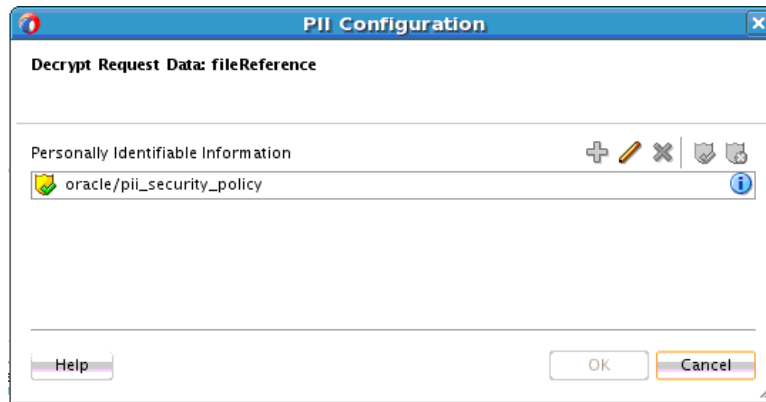 PII Configuration
Decrypt Request Data: fileReference
Personally Identifiable Information
oracle/pii_security_policy
Help
OK
Cancel